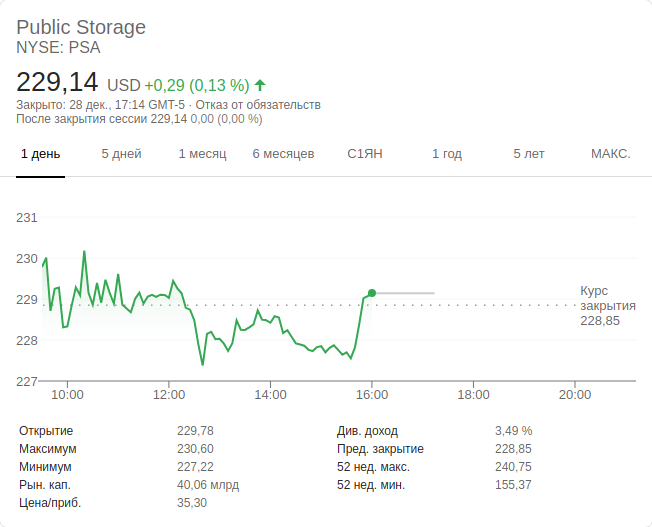 Public Storage
NYSE: PSA
229,14 USD +0,29 (0,13 %)
Закрыто: 28 дек., 17:14 GMT-5 · Отказ от обязательств
После закрытия сессии 229,14 0,00 (0,00 %)
1 день 5 дней 1 месяц 6 месяцев С1ЯН 1 год 5 лет МАКС.
231
230
229
228
227
Курс
закрытия
228,85
10:00 12:00 14:00 16:00 18:00 20:00
Открытие 229,78 Див. доход 3,49 %
Максимум 230,60 Пред. закрытие 228,85
Минимум 227,22 52 нед. макс. 240,75
Рын. кап. 40,06 млрд 52 нед. мин. 155,37
Цена/приб. 35,30